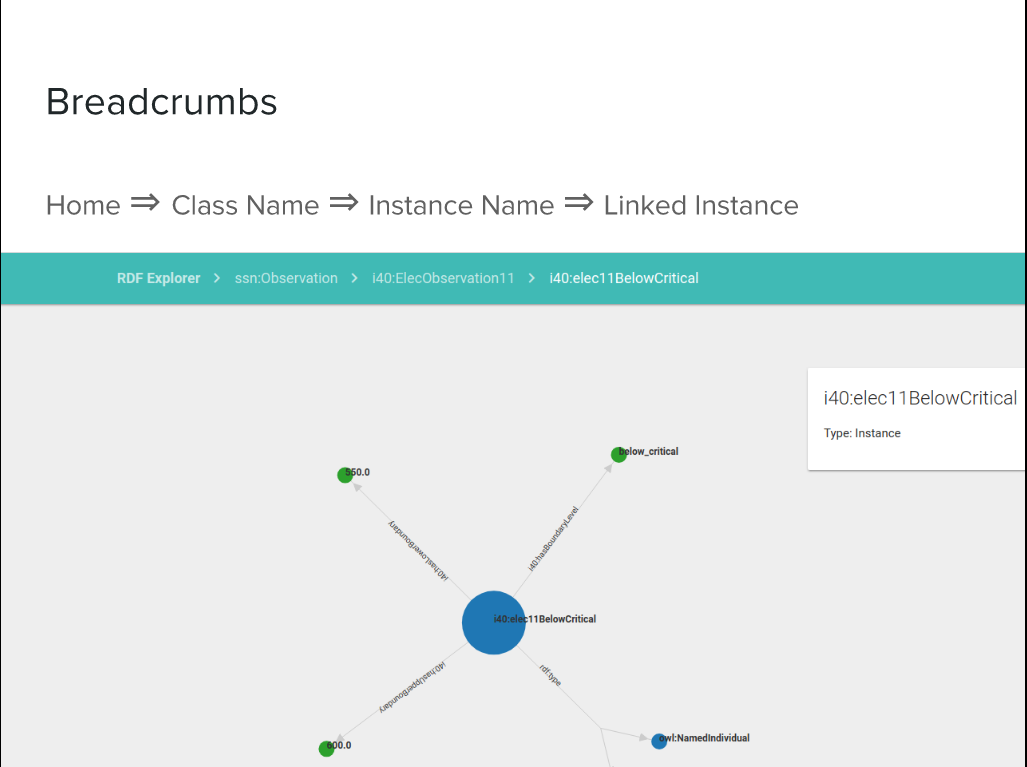 Breadcrumbs
Home ⇒ Class Name ⇒ Instance Name ⇒ Linked Instance
RDF Explorer > ssn:Observation > i40:ElecObservation11 > i40:elec11BelowCritical
i40:elec11BelowCritical
Type: Instance
below_critical
550.0
i40:hasLowerBoundary
i40:hasBoundaryLevel
i40:elec11BelowCritical
i40:hasUpperBoundary
rdf:type
owl:NamedIndividual
600.0